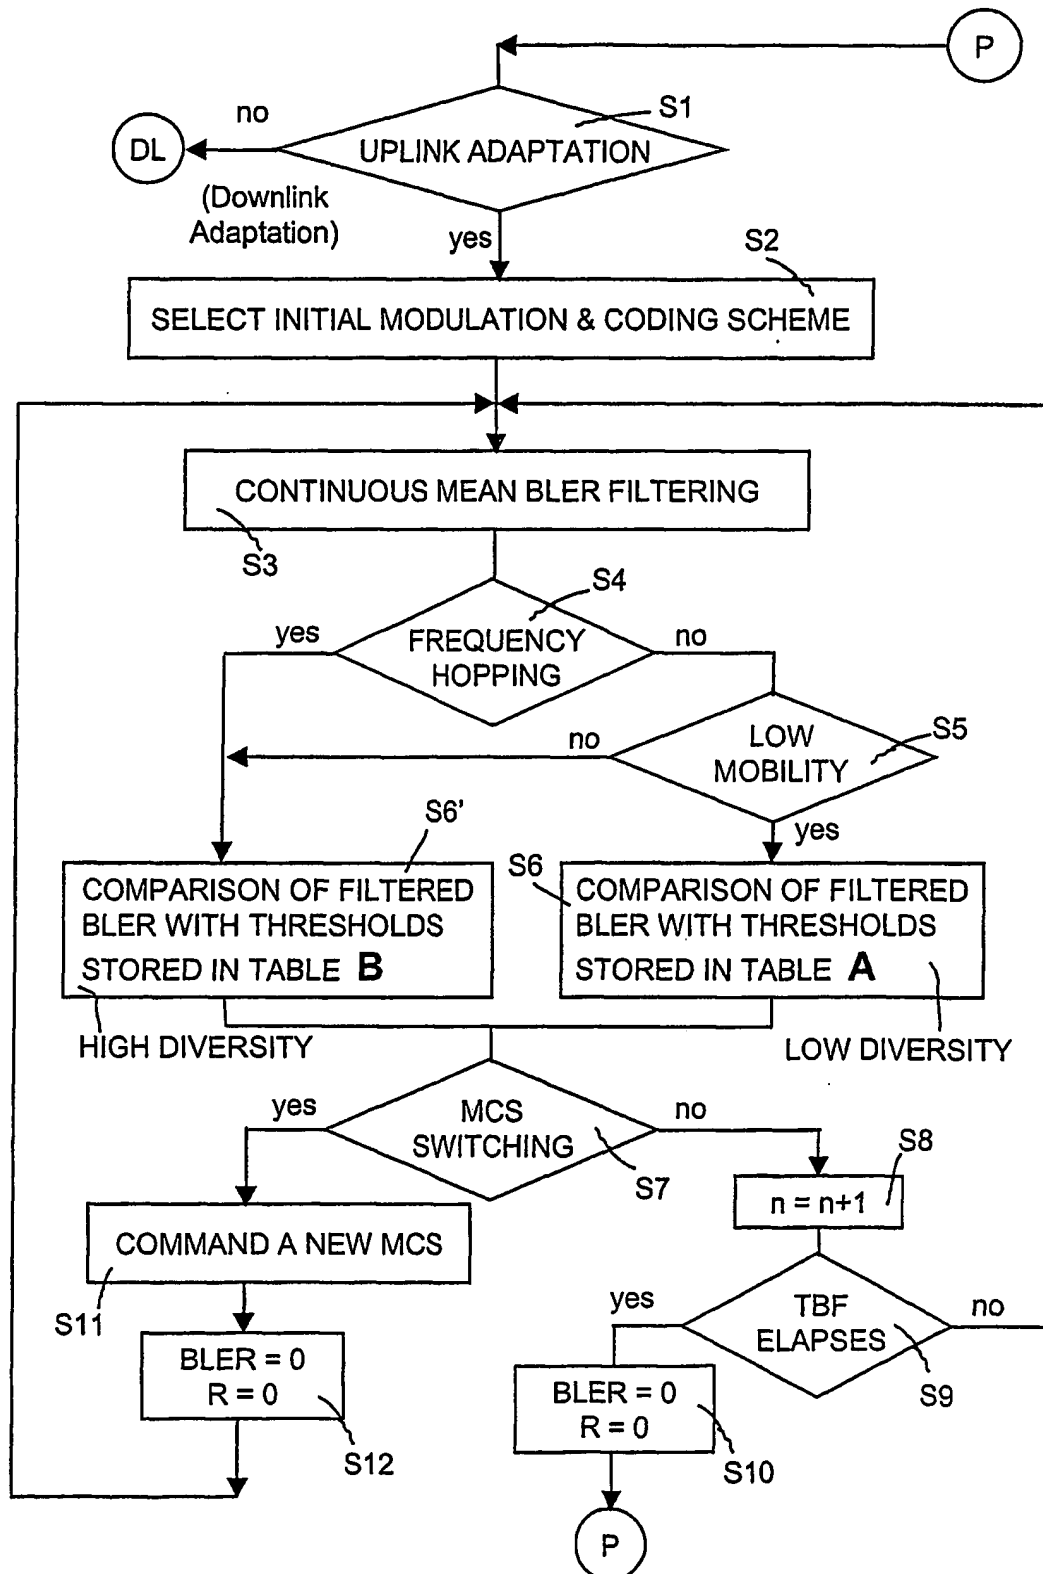 P
S1
no
DL
UPLINK ADAPTATION
(Downlink
Adaptation)
yes
S2
SELECT INITIAL MODULATION & CODING SCHEME
CONTINUOUS MEAN BLER FILTERING
S3
S4
yes
FREQUENCY
HOPPING
no
S5
no
LOW
MOBILITY
yes
S6'
S6
COMPARISON OF FILTERED
BLER WITH THRESHOLDS
STORED IN TABLE B
COMPARISON OF FILTERED
BLER WITH THRESHOLDS
STORED IN TABLE A
HIGH DIVERSITY
LOW DIVERSITY
yes
MCS
SWITCHING
no
S7
S8
n = n+1
COMMAND A NEW MCS
S11
yes
TBF
ELAPSES
no
S9
BLER = 0
R = 0
S12
BLER = 0
R = 0
S10
P